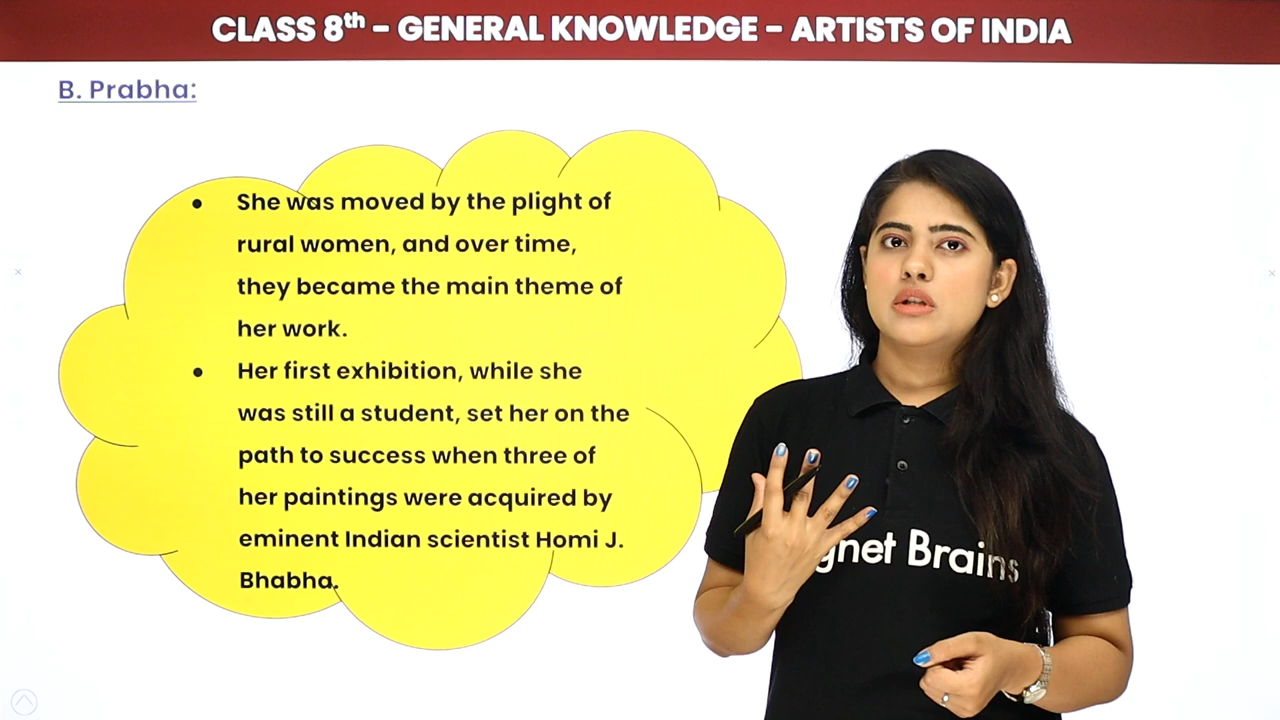 CLASS 8th - GENERAL KNOWLEDGE - ARTISTS OF INDIA
B. Prabha:
• She was moved by the plight of
rural women, and over time,
they became the main theme of
her work.
• Her first exhibition, while she
was still a student, set her on the
path to success when three of
her paintings were acquired by
eminent Indian scientist Homi J.
Bhabha.
gnet Brains